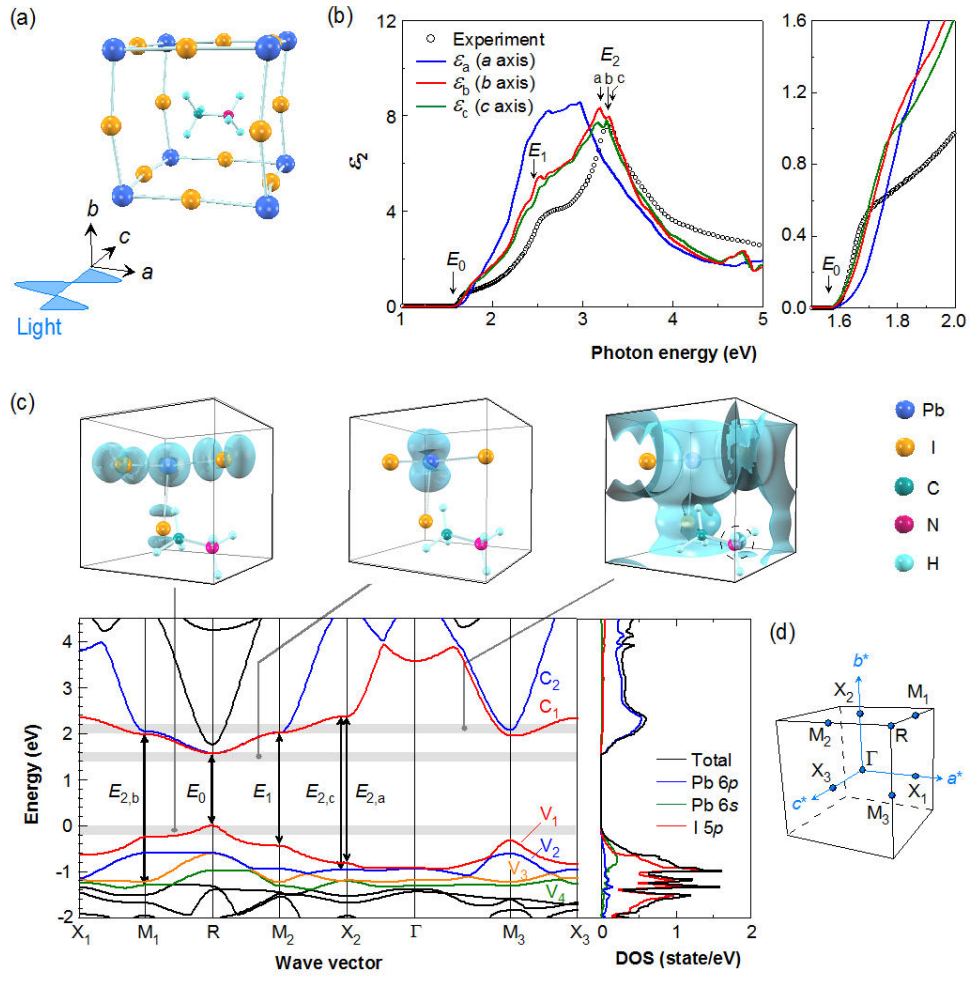 (a)
b
c
a
Light
(b)
Experiment
εa (a axis)
εb (b axis)
εc (c axis)
E2
a b c
E1
E0
ε2
12
8
4
0
1 2 3 4 5
1.6
1.2
0.8
0.4
0.0
E0
1.6 1.8 2.0
Photon energy (eV)
(c)
Pb
I
C
N
H
Energy (eV)
4
3
2
1
0
-1
-2
C2
C1
E2,b
E0
E1
E2,c
E2,a
V1
V2
V3
V4
X1 M1 R M2 X2 Γ M3 X3
Wave vector
Total
Pb 6p
Pb 6s
I 5p
0 1 2
DOS (state/eV)
(d)
b*
X2
M1
M2
R
Γ
X3
a*
X1
c*
M3